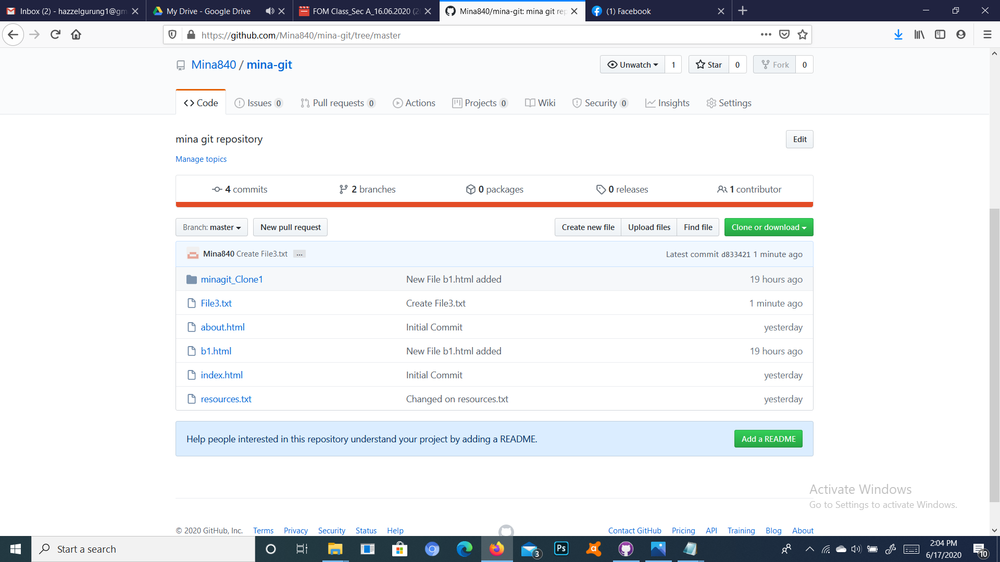 Inbox (2) - hazzelgurung1@gm
My Drive - Google Drive
FOM Class_Sec A_16.06.2020 (2
Mina840/mina-git: mina git rep
(1) Facebook
https://github.com/Mina840/mina-git/tree/master
Mina840 / mina-git
Unwatch 1
Star 0
Fork 0
Code
Issues 0
Pull requests 0
Actions
Projects 0
Wiki
Security 0
Insights
Settings
mina git repository
Edit
Manage topics
4 commits
2 branches
0 packages
0 releases
1 contributor
Branch: master
New pull request
Create new file
Upload files
Find file
Clone or download
Mina840 Create File3.txt ...
Latest commit d833421 1 minute ago
minagit_Clone1 New File b1.html added 19 hours ago
File3.txt Create File3.txt 1 minute ago
about.html Initial Commit yesterday
b1.html New File b1.html added 19 hours ago
index.html Initial Commit yesterday
resources.txt Changed on resources.txt yesterday
Help people interested in this repository understand your project by adding a README.
Add a README
Activate Windows
Go to Settings to activate Windows.
© 2020 GitHub, Inc. Terms Privacy Security Status Help
Contact GitHub Pricing API Training Blog About
Start a search
3
Ps
2:04 PM
6/17/2020
10